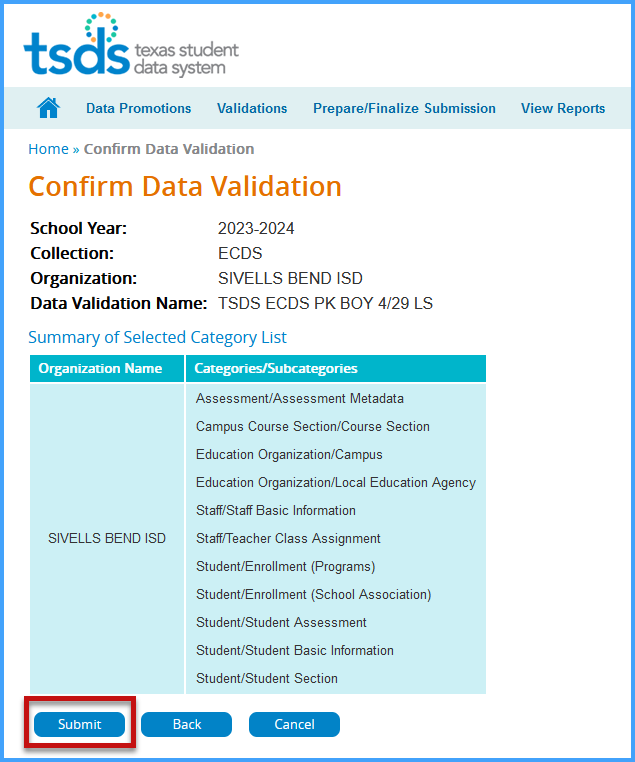 tsds texas student
data system
Data Promotions Validations Prepare/Finalize Submission View Reports
Home » Confirm Data Validation
Confirm Data Validation
School Year: 2023-2024
Collection: ECDS
Organization: SIVELLS BEND ISD
Data Validation Name: TSDS ECDS PK BOY 4/29 LS
Summary of Selected Category List
Organization Name Categories/Subcategories
Assessment/Assessment Metadata
Campus Course Section/Course Section
Education Organization/Campus
Education Organization/Local Education Agency
Staff/Staff Basic Information
SIVELLS BEND ISD Staff/Teacher Class Assignment
Student/Enrollment (Programs)
Student/Enrollment (School Association)
Student/Student Assessment
Student/Student Basic Information
Student/Student Section
Submit Back Cancel